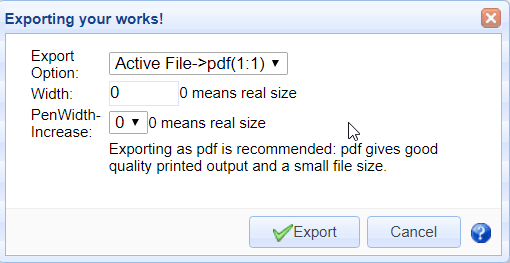 Exporting your works!
Export
Option:
Active File->pdf(1:1)
Width:
0
0 means real size
PenWidth-
Increase:
0
0 means real size
Exporting as pdf is recommended: pdf gives good
quality printed output and a small file size.
Export
Cancel
?